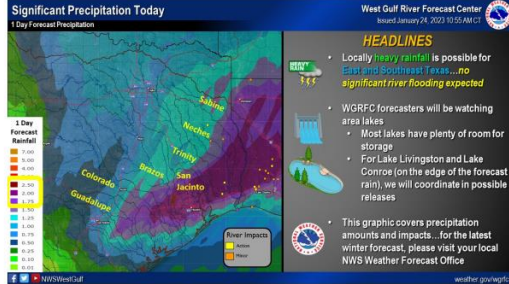 Significant Precipitation Today
West Gulf River Forecast Center
1 Day Forecast Precipitation
Issued January 24, 2023 10:55 AM CT
HEADLINES
HEAVY
RAIN
• Locally heavy rainfall is possible for
East and Southeast Texas...no
significant river flooding expected
• WGRFC forecasters will be watching
area lakes
• Most lakes have plenty of room for
storage
• For Lake Livingston and Lake
Conroe (on the edge of the forecast
rain), we will coordinate in possible
releases
• This graphic covers precipitation
amounts and impacts...for the latest
winter forecast, please visit your local
NWS Weather Forecast Office
Sabine
Neches
Trinity
Brazos
San
Jacinto
Colorado
Guadalupe
1 Day
Forecast
Rainfall
7.00
5.00
4.00
2.50
2.00
1.75
1.50
1.25
1.00
0.75
0.50
0.25
0.10
0.01
River Impacts
Action
Minor
NWSWestGulf
weather.gov/wgrfc